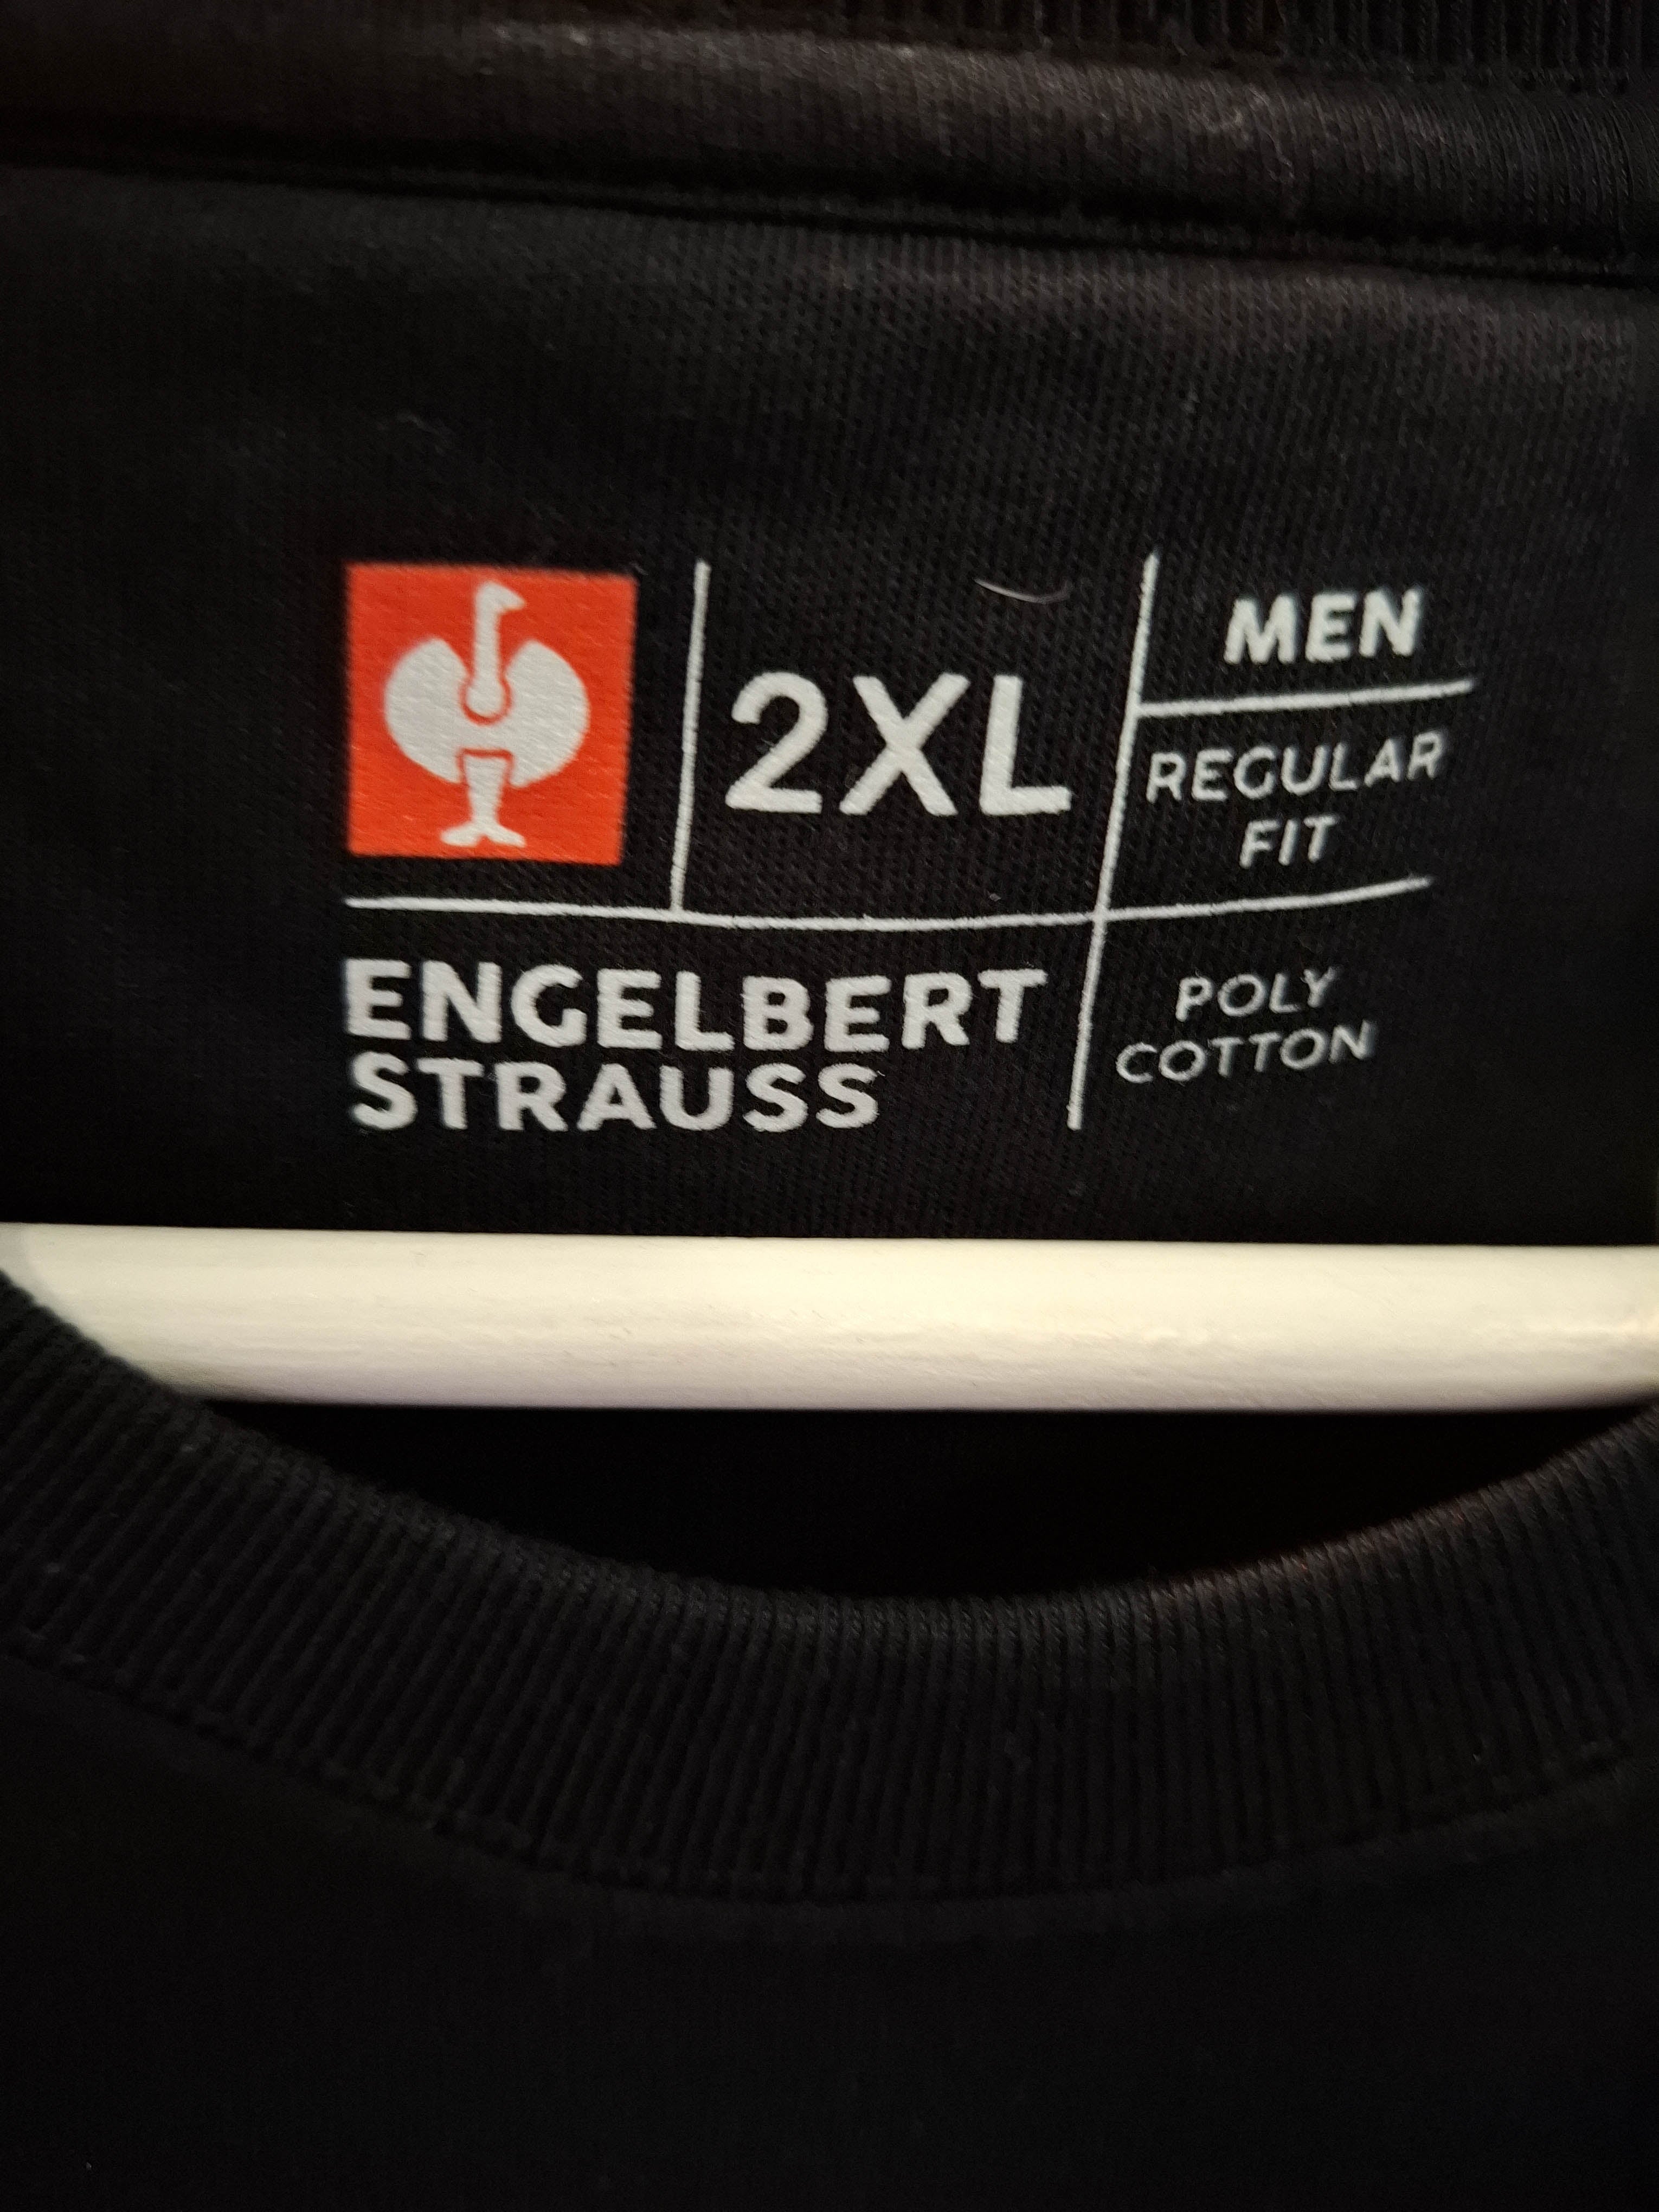 2XL
MEN
REGULAR
FIT
ENGELBERT
STRAUSS
POLY
COTTON